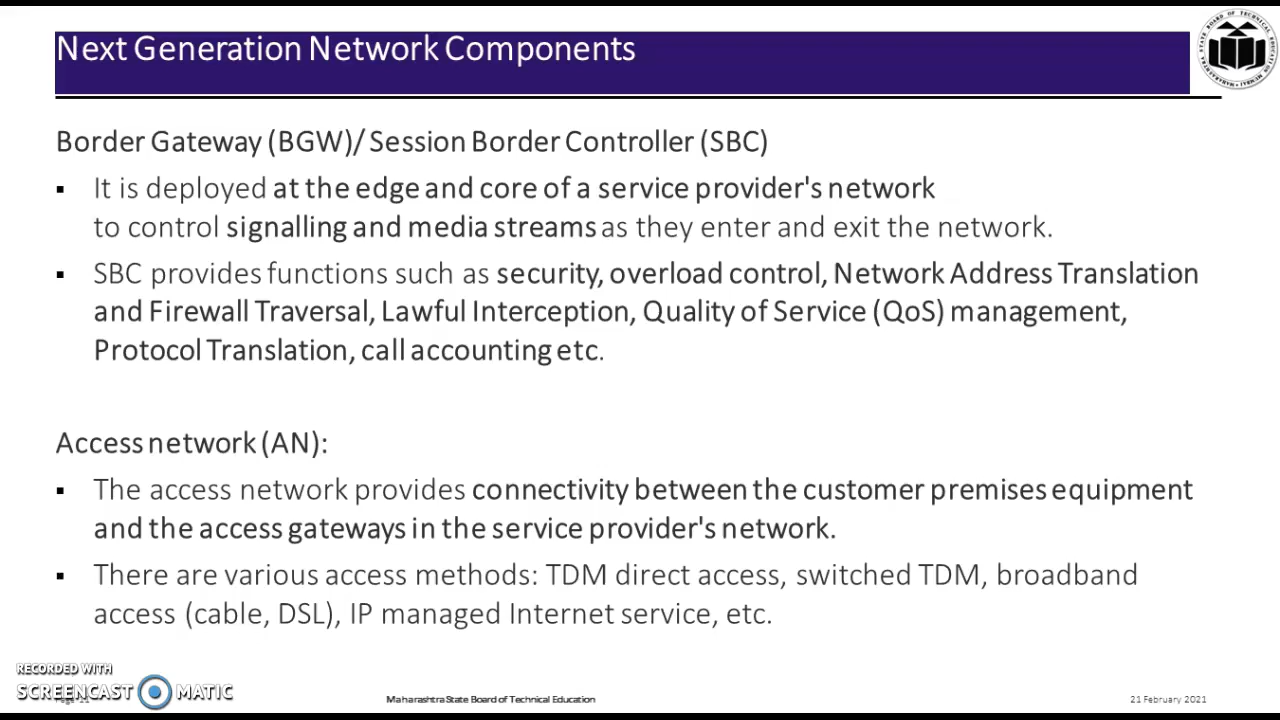 Next Generation Network Components
Border Gateway (BGW)/ Session Border Controller (SBC)
▪ It is deployed at the edge and core of a service provider's network
to control signalling and media streams as they enter and exit the network.
▪ SBC provides functions such as security, overload control, Network Address Translation
and Firewall Traversal, Lawful Interception, Quality of Service (QoS) management,
Protocol Translation, call accounting etc.
Access network (AN):
▪ The access network provides connectivity between the customer premises equipment
and the access gateways in the service provider's network.
▪ There are various access methods: TDM direct access, switched TDM, broadband
access (cable, DSL), IP managed Internet service, etc.
RECORDED WITH
SCREENCAST MATIC
Page 21
Maharashtra State Board of Technical Education
21 February 2021